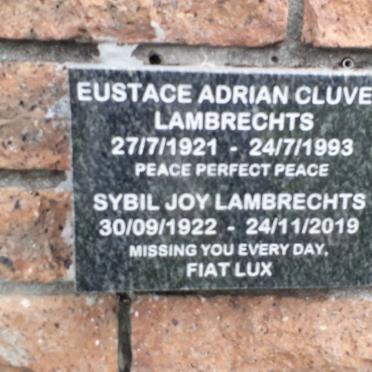 EUSTACE ADRIAN CLUVE
LAMBRECHTS
27/7/1921 - 24/7/1993
PEACE PERFECT PEACE
SYBIL JOY LAMBRECHTS
30/09/1922 - 24/11/2019
MISSING YOU EVERY DAY,
FIAT LUX